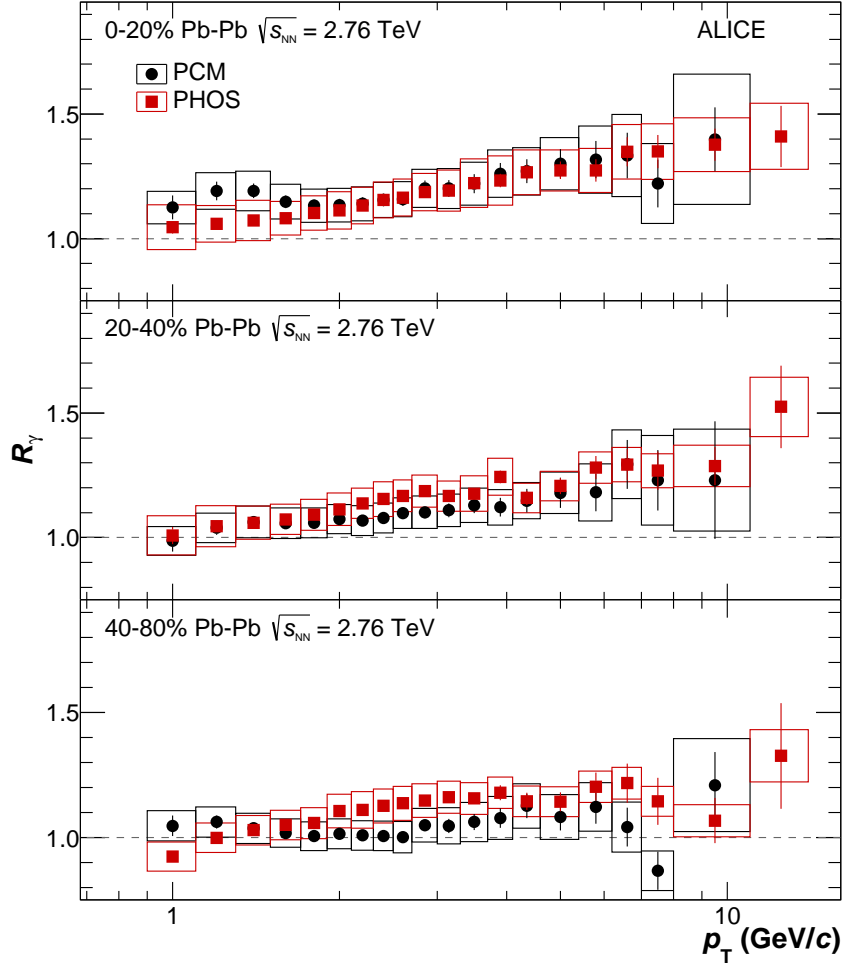 0-20% Pb-Pb √s_NN = 2.76 TeV
ALICE
PCM
PHOS
1.5
1.0
20-40% Pb-Pb √s_NN = 2.76 TeV
1.5
R_γ
1.0
40-80% Pb-Pb √s_NN = 2.76 TeV
1.5
1.0
1 10
p_T (GeV/c)